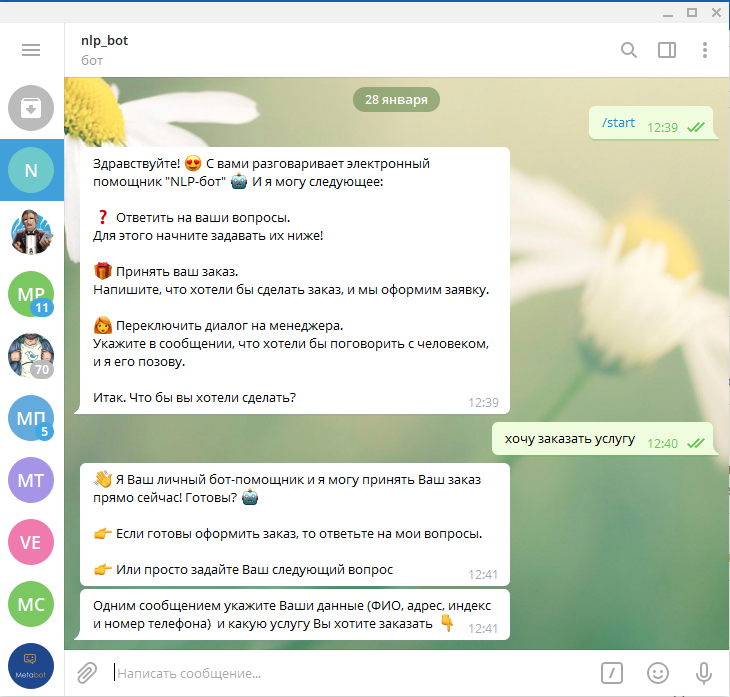 nlp_bot
бот
28 января
/start 12:39
N
Здравствуйте! 😍 С вами разговаривает электронный
помощник "NLP-бот" 🤖 И я могу следующее:
❓ Ответить на ваши вопросы.
Для этого начните задавать их ниже!
🎁 Принять ваш заказ.
Напишите, что хотели бы сделать заказ, и мы оформим заявку.
MP
11
👩 Переключить диалог на менеджера.
Укажите в сообщении, что хотели бы поговорить с человеком,
и я его позову.
70
Итак. Что бы вы хотели сделать?
12:39
МП
5
хочу заказать услугу 12:40
MT
👋 Я Ваш личный бот-помощник и я могу принять Ваш заказ
прямо сейчас! Готовы? 🤖
👉 Если готовы оформить заказ, то ответьте на мои вопросы.
VE
👉 Или просто задайте Ваш следующий вопрос
12:41
MC
Одним сообщением укажите Ваши данные (ФИО, адрес, индекс
и номер телефона) и какую услугу Вы хотите заказать 👇
12:41
Metabot
Написать сообщение...